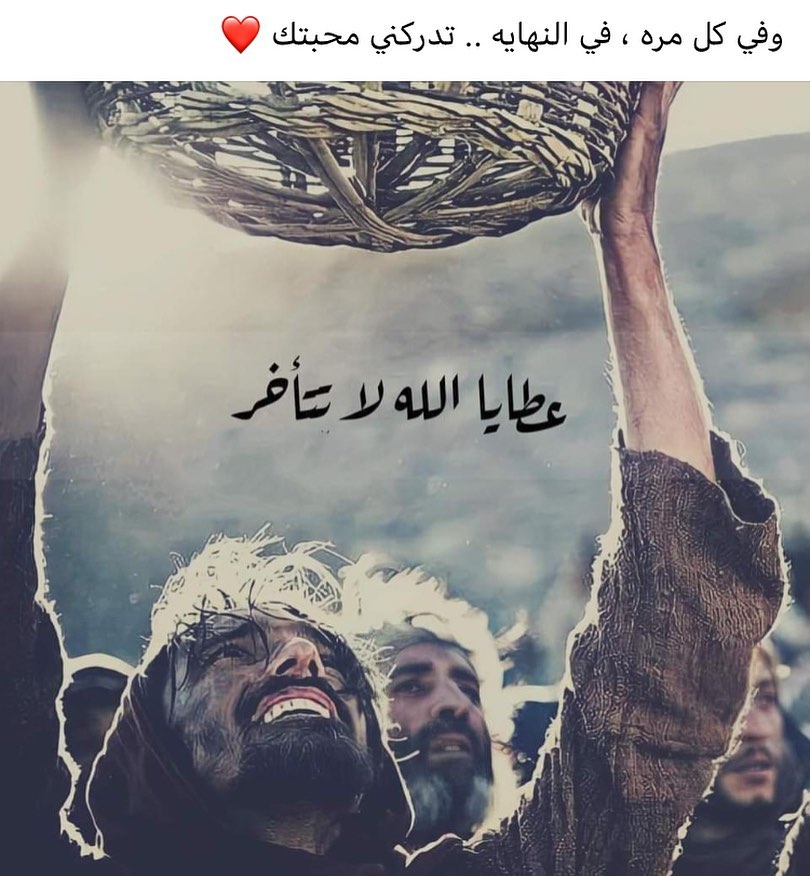 وفي كل مره ، في النهايه .. تدركني محبتك ❤️
عطايا الله لا تتأخر